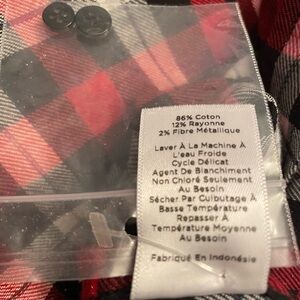 86% Coton
12% Rayonne
2% Fibre Métallique
Laver À La Machine À
L'eau Froide
Cycle Délicat
Agent De Blanchiment
Non Chloré Seulement
Au Besoin
Sécher Par Culbutage À
Basse Température
Repasser À
Température Moyenne
Au Besoin
Fabriqué En Indonésie